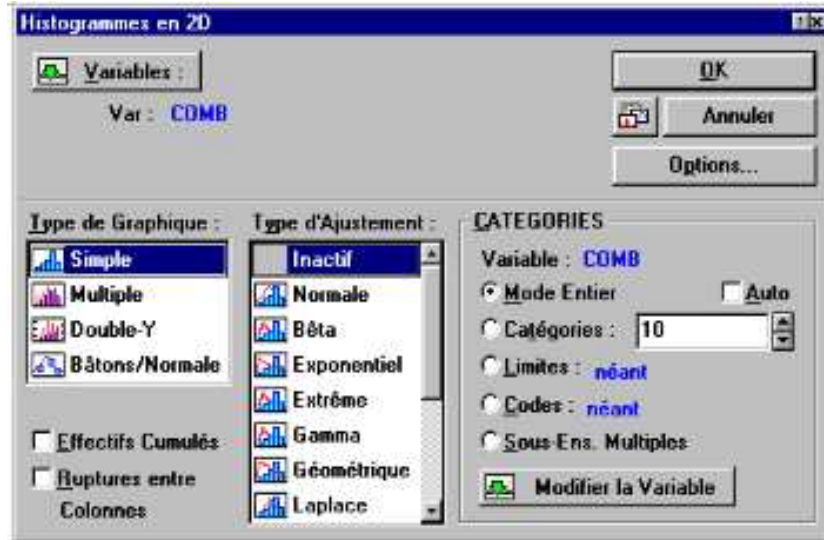 Histogrammes en 2D
Variables :
Var : COMB
OK
Annuler
Options...
Type de Graphique :
Simple
Multiple
Double-Y
Bâtons/Normale
Effectifs Cumulés
Ruptures entre
Colonnes
Type d'Ajustement :
Inactif
Normale
Bêta
Exponentiel
Extrême
Gamma
Géométrique
Laplace
CATEGORIES
Variable : COMB
Mode Entier
Auto
Catégories : 10
Limites : néant
Codes : néant
Sous-Ens. Multiples
Modifier la Variable